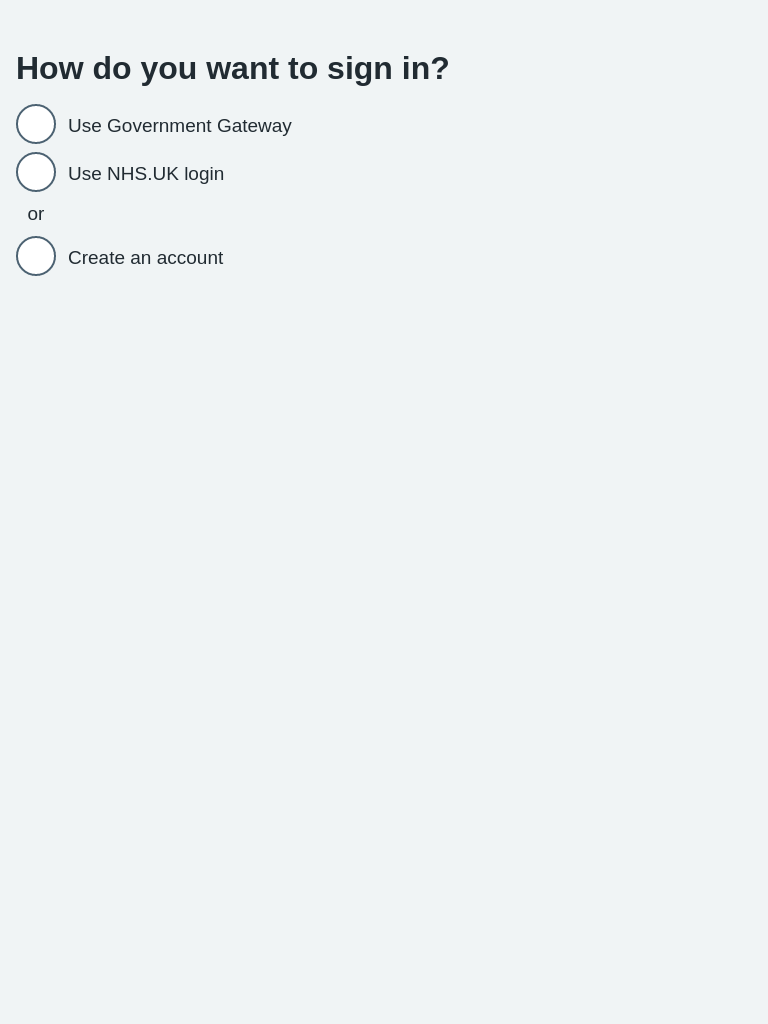 How do you want to sign in?
Use Government Gateway
Use NHS.UK login
or
Create an account